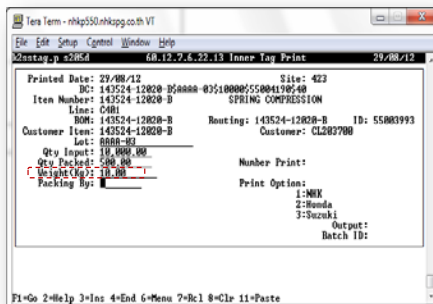 Tera Term - nhkp550.nhkspg.co.th VT
File Edit Setup Control Window Help
k2sstag.p s205d 60.12.7.6.22.13 Inner Tag Print 29/08/12
Printed Date: 29/08/12 Site: 423
BC: 143524-12020-B$AAAA-03$10000$55004190$40
Item Number: 143524-12020-B SPRING COMPRESSION
Line: C401
BOM: 143524-12020-B Routing: 143524-12020-B ID: 55003993
Customer Item: 143524-12020-B Customer: CL203700
Lot: AAAA-03
Qty Input: 10,000.00
Qty Packed: 500.00 Number Print:
Weight(Kg): 10.00
Packing By: Print Option:
1:NHK
2:Honda
3:Suzuki
Output:
Batch ID:
F1=Go 2=Help 3=Ins 4=End 6=Menu 7=Rcl 8=Clr 11=Paste